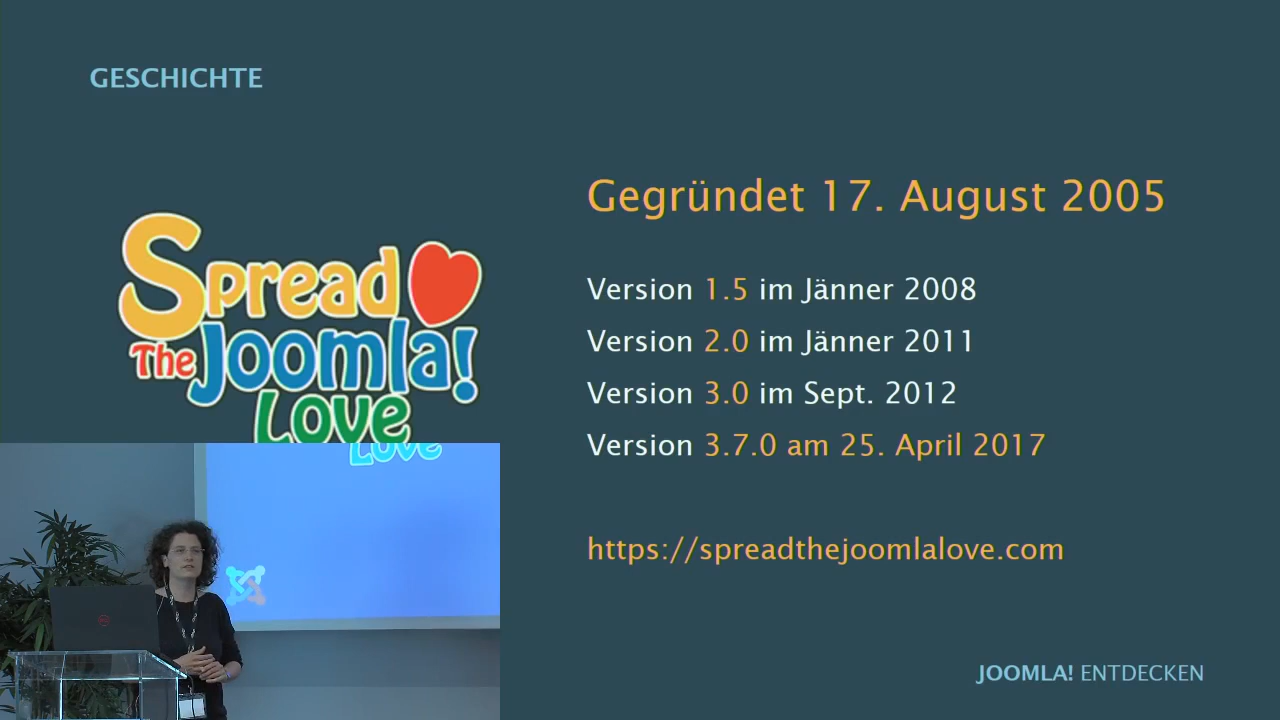 GESCHICHTE
Spread
The Joomla!
Love
Gegründet 17. August 2005
Version 1.5 im Jänner 2008
Version 2.0 im Jänner 2011
Version 3.0 im Sept. 2012
Version 3.7.0 am 25. April 2017
https://spreadthejoomlalove.com
Love
JOOMLA! ENTDECKEN